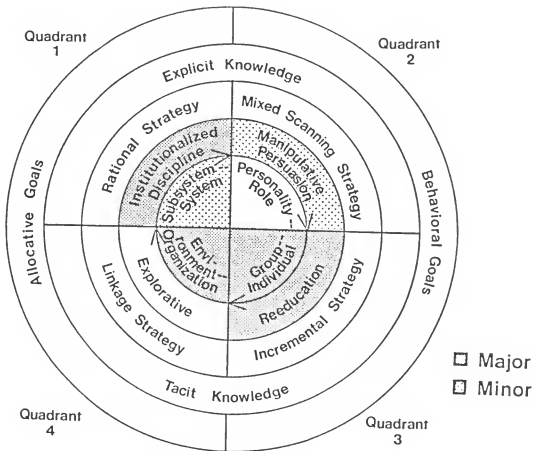 Quadrant
1
Quadrant
2
Explicit Knowledge
Rational Strategy
Mixed Scanning Strategy
Institutionalized
Discipline
Manipulative
Persuasion
Subsystem--
System
Personality--
Role
Allocative Goals
Behavioral Goals
Envi-
ronment--
Organization
Group-
Individual
Explorative
Reeducation
Linkage Strategy
Incremental Strategy
Tacit Knowledge
Major
Minor
Quadrant
4
Quadrant
3